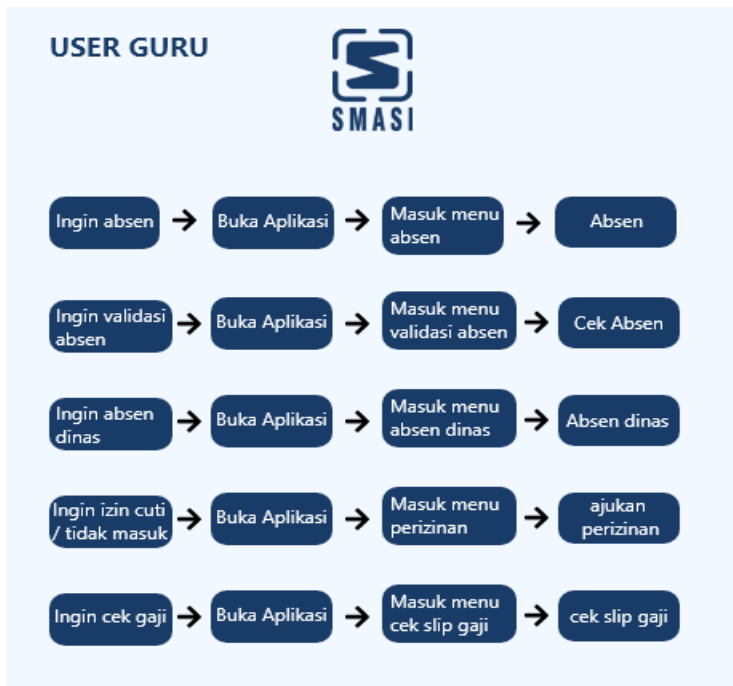 USER GURU
SMASI
Ingin absen
Buka Aplikasi
Masuk menu
absen
Absen
Ingin validasi
absen
Buka Aplikasi
Masuk menu
validasi absen
Cek Absen
Ingin absen
dinas
Buka Aplikasi
Masuk menu
absen dinas
Absen dinas
Ingin izin cuti
/ tidak masuk
Buka Aplikasi
Masuk menu
perizinan
ajukan
perizinan
Ingin cek gaji
Buka Aplikasi
Masuk menu
cek slip gaji
cek slip gaji